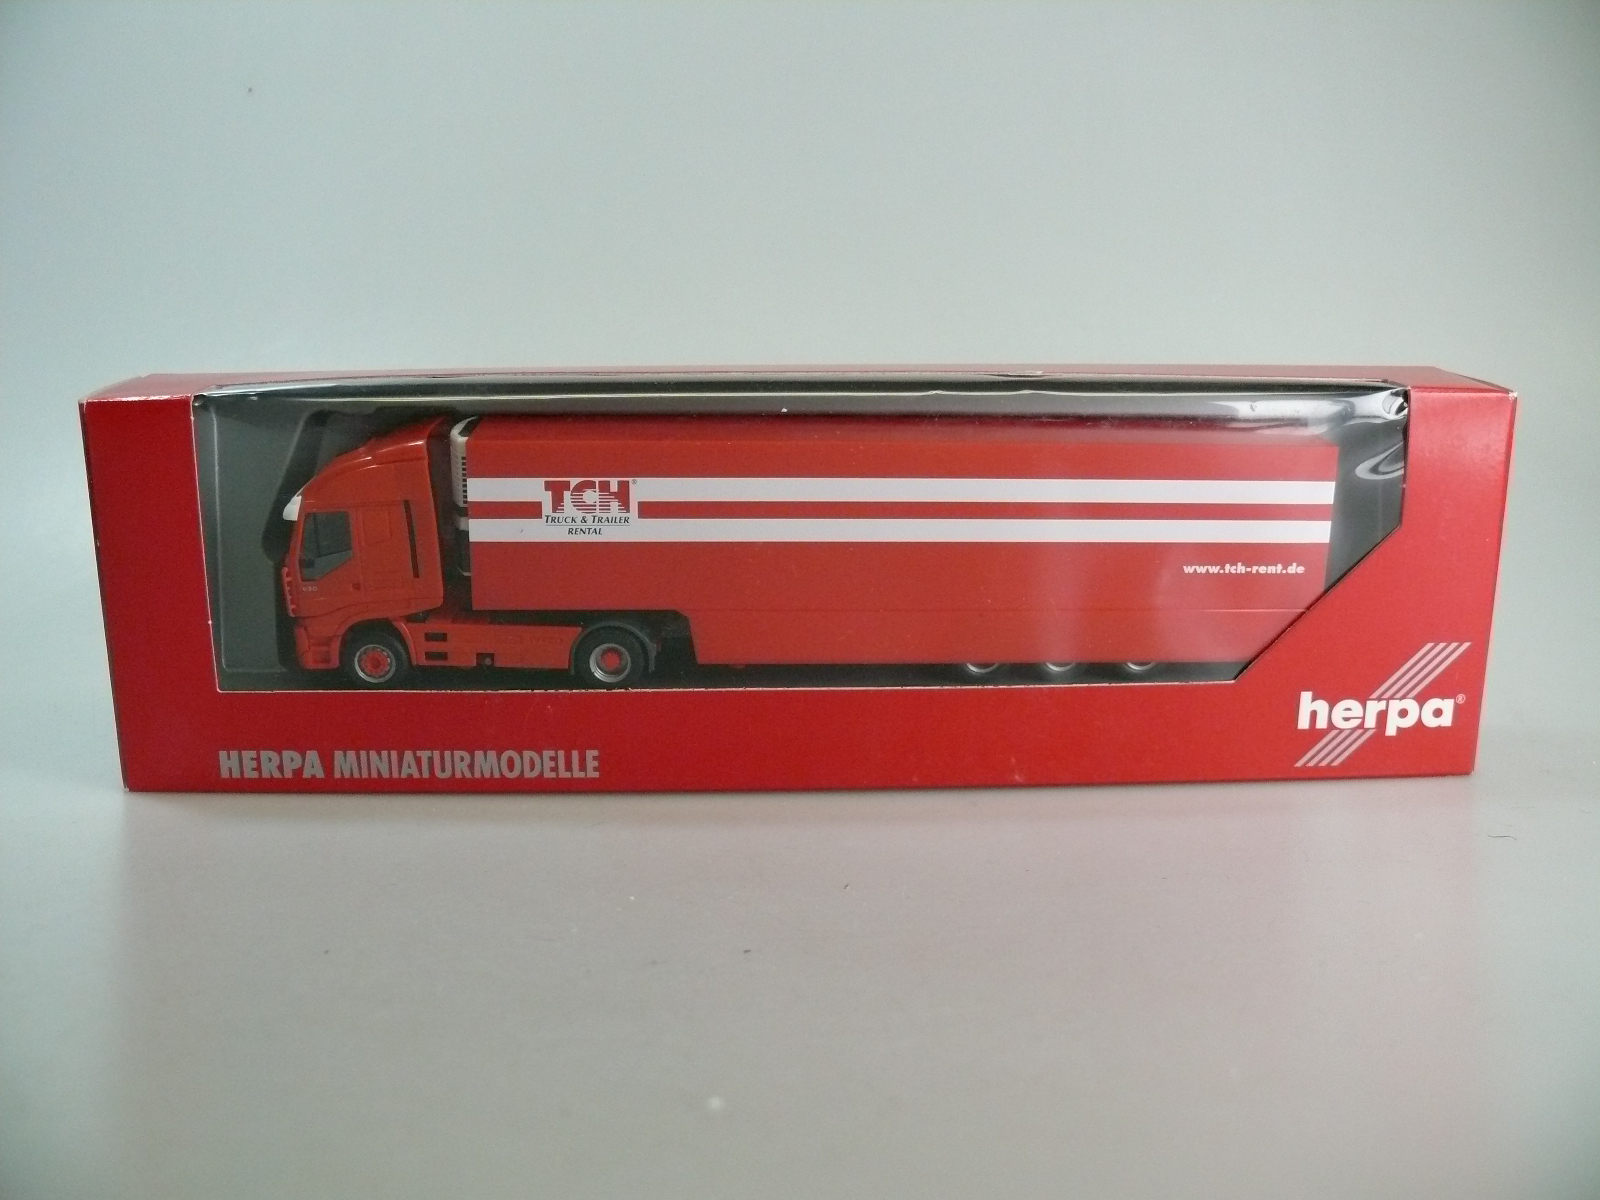 TCH®
TRUCK & TRAILER
RENTAL
www.tch-rent.de
herpa®
HERPA MINIATURMODELLE